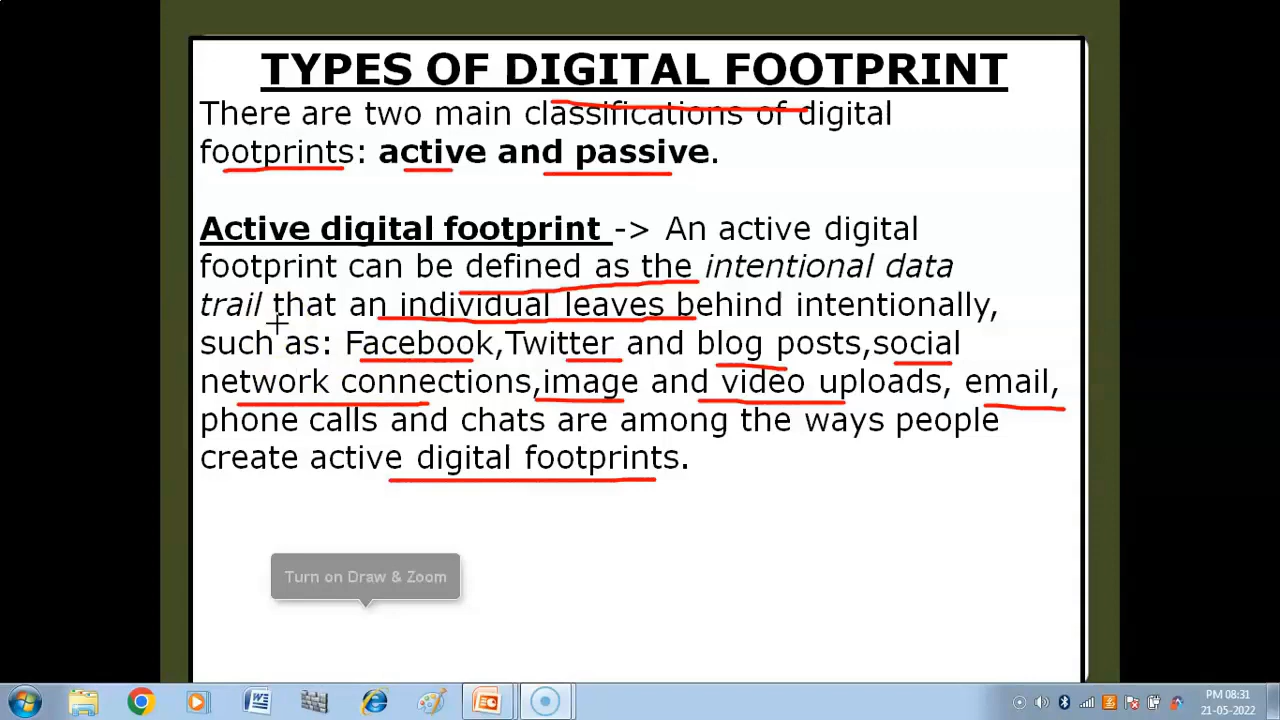 TYPES OF DIGITAL FOOTPRINT
There are two main classifications of digital
footprints: active and passive.
Active digital footprint -> An active digital
footprint can be defined as the intentional data
trail that an individual leaves behind intentionally,
such as: Facebook,Twitter and blog posts,social
network connections,image and video uploads, email,
phone calls and chats are among the ways people
create active digital footprints.
Turn on Draw & Zoom
PM 08:31
21-05-2022